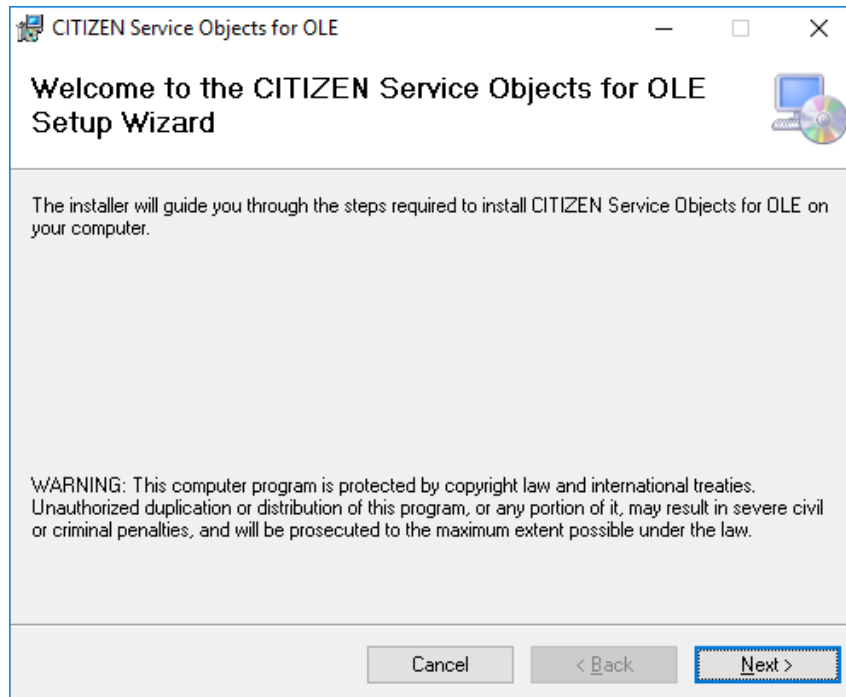 CITIZEN Service Objects for OLE
Welcome to the CITIZEN Service Objects for OLE
Setup Wizard
The installer will guide you through the steps required to install CITIZEN Service Objects for OLE on
your computer.
WARNING: This computer program is protected by copyright law and international treaties.
Unauthorized duplication or distribution of this program, or any portion of it, may result in severe civil
or criminal penalties, and will be prosecuted to the maximum extent possible under the law.
Cancel < Back Next >